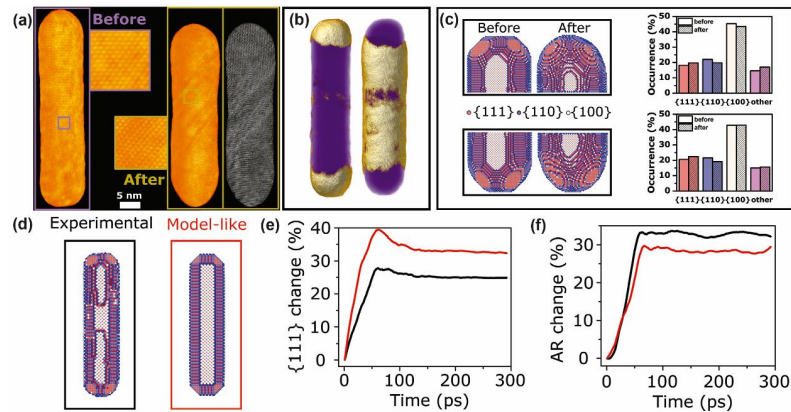 (a)
Before
After
5 nm
(b)
(c)
Before
After
{111} {110} {100}
Occurrence (%)
50
40
30
20
10
0
before
after
{111} {110} {100} other
Occurrence (%)
50
40
30
20
10
0
before
after
{111} {110} {100} other
(d)
Experimental
Model-like
(e)
{111} change (%)
40
30
20
10
0
0 100 200 300
Time (ps)
(f)
AR change (%)
30
20
10
0
0 100 200 300
Time (ps)